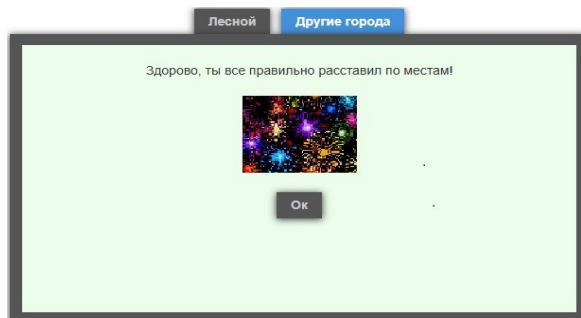 Лесной Другие города
Здорово, ты все правильно расставил по местам!
Ок